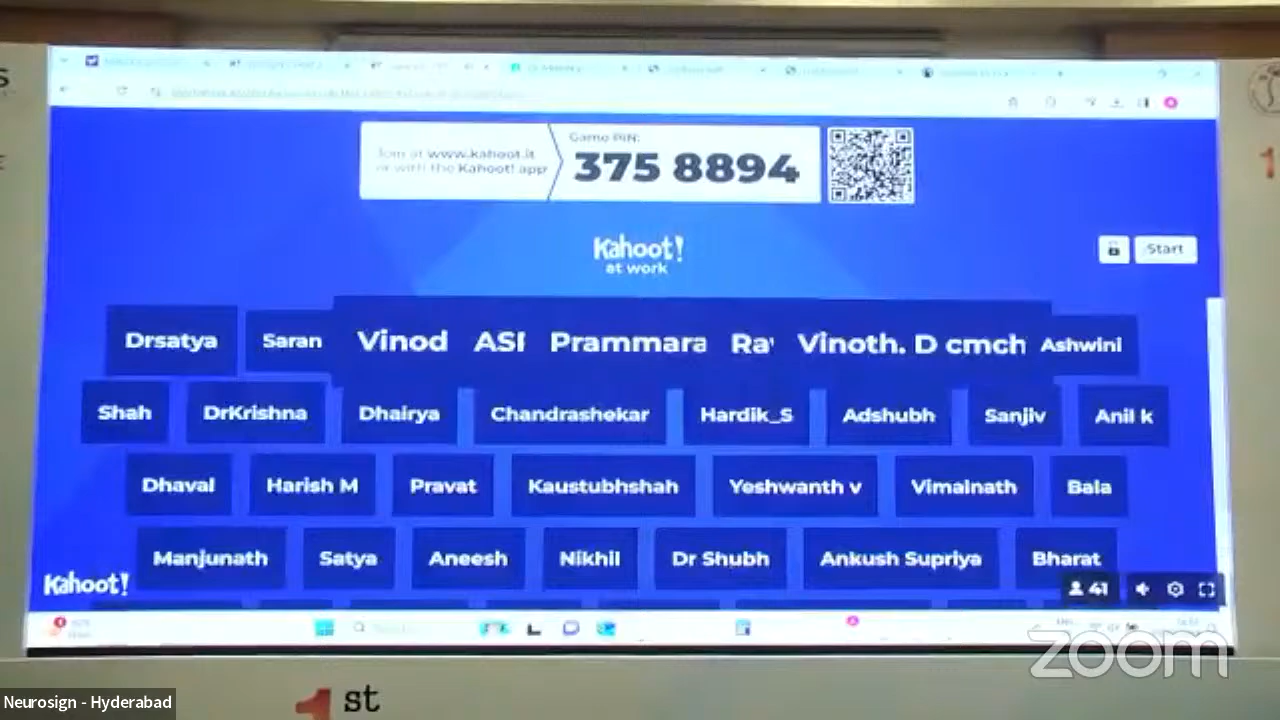 Join at www.kahoot.it
or with the Kahoot! app
Game PIN:
375 8894
Kahoot!
at work
Start
Drsatya Saran Vinod Prammara Vinoth. D cmch Ashwini
Shah DrKrishna Dhairya Chandrashekar Hardik_S Adshubh Sanjiv Anil k
Dhaval Harish M Pravat Kaustubhshah Yeshwanth v Vimalnath Bala
Manjunath Satya Aneesh Nikhil Dr Shubh Ankush Supriya Bharat
Kahoot!
41
zoom
Neurosign - Hyderabad
1st